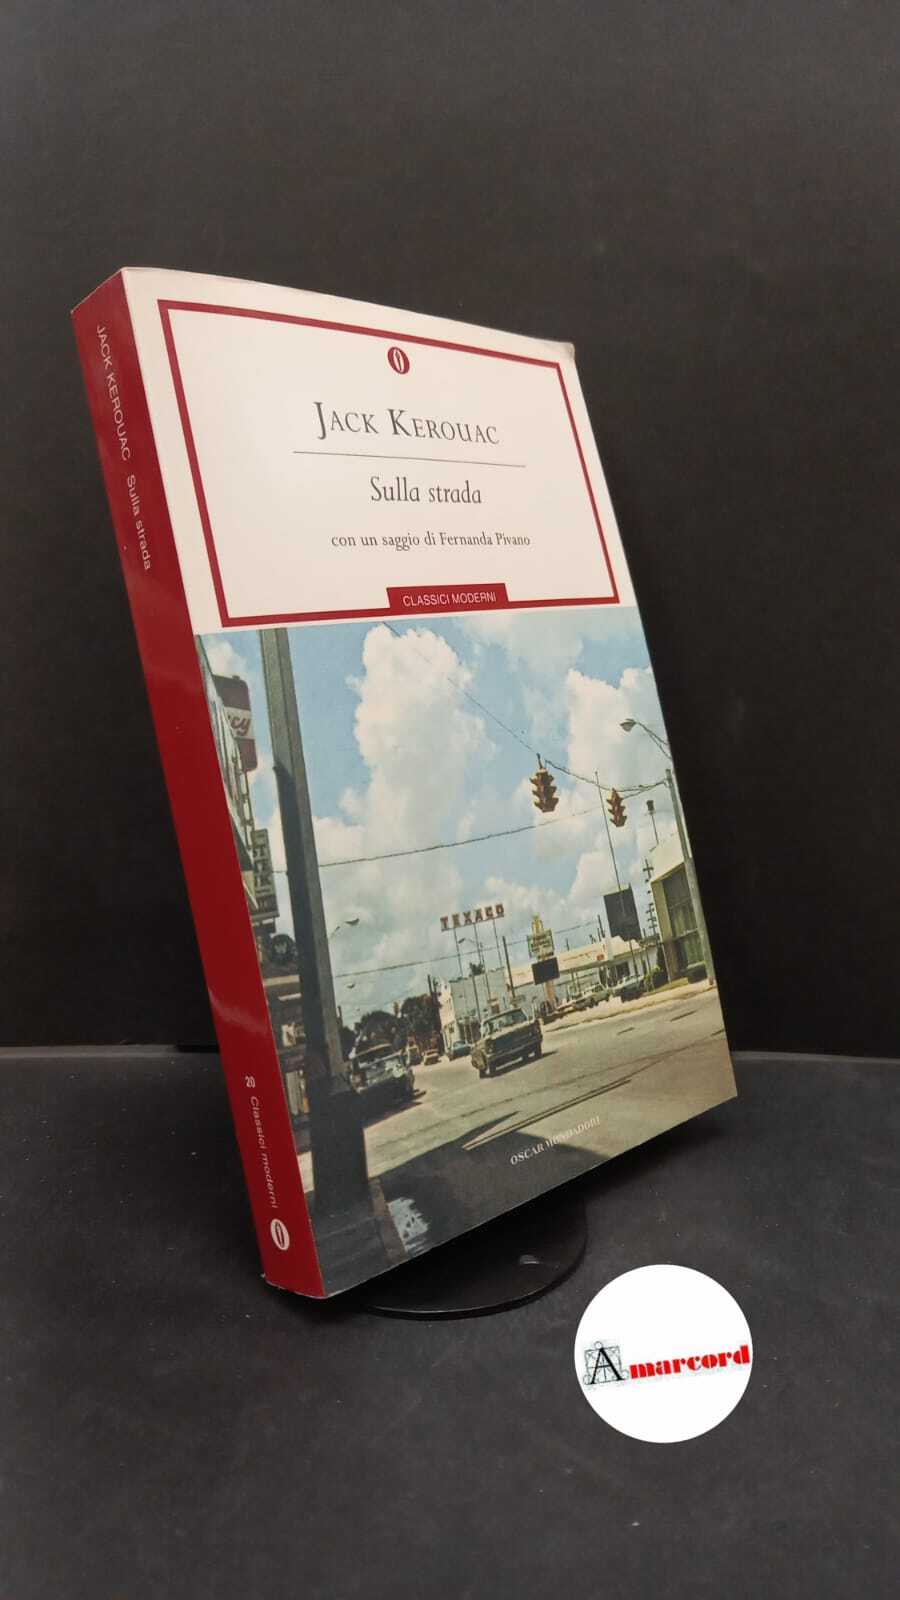 JACK KEROUAC
Sulla strada
con un saggio di Fernanda Pivano
CLASSICI MODERNI
TEXACO
OSCAR MONDADORI
JACK KEROUAC Sulla strada
20 Classici moderni
Amarcord